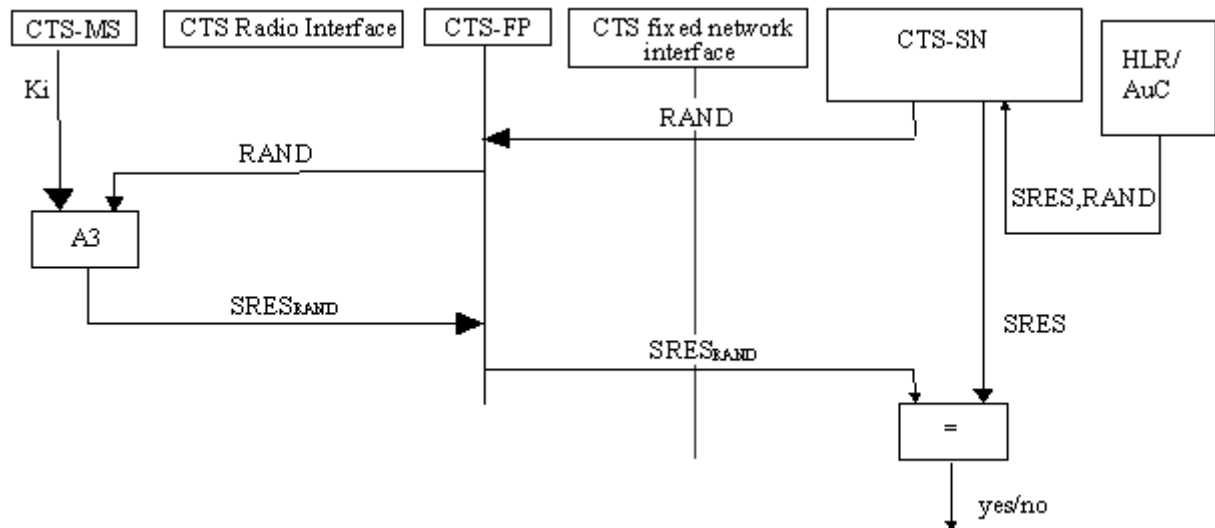 CTS-MS
CTS Radio Interface
CTS-FP
CTS fixed network
interface
CTS-SN
HLR/
AuC
Ki
RAND
RAND
SRES,RAND
A3
SRESRAND
SRES
SRESRAND
=
yes/no